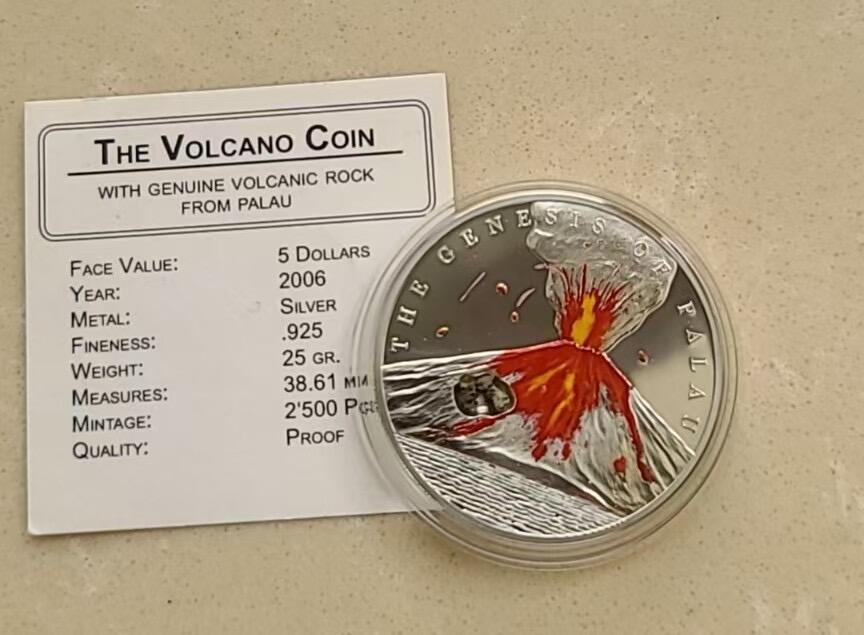 THE VOLCANO COIN
WITH GENUINE VOLCANIC ROCK
FROM PALAU
FACE VALUE: 5 DOLLARS
YEAR: 2006
METAL: SILVER
FINENESS: .925
WEIGHT: 25 GR.
MEASURES: 38.61 MM
MINTAGE: 2'500
QUALITY: PROOF
THE GENESIS OF PALAU